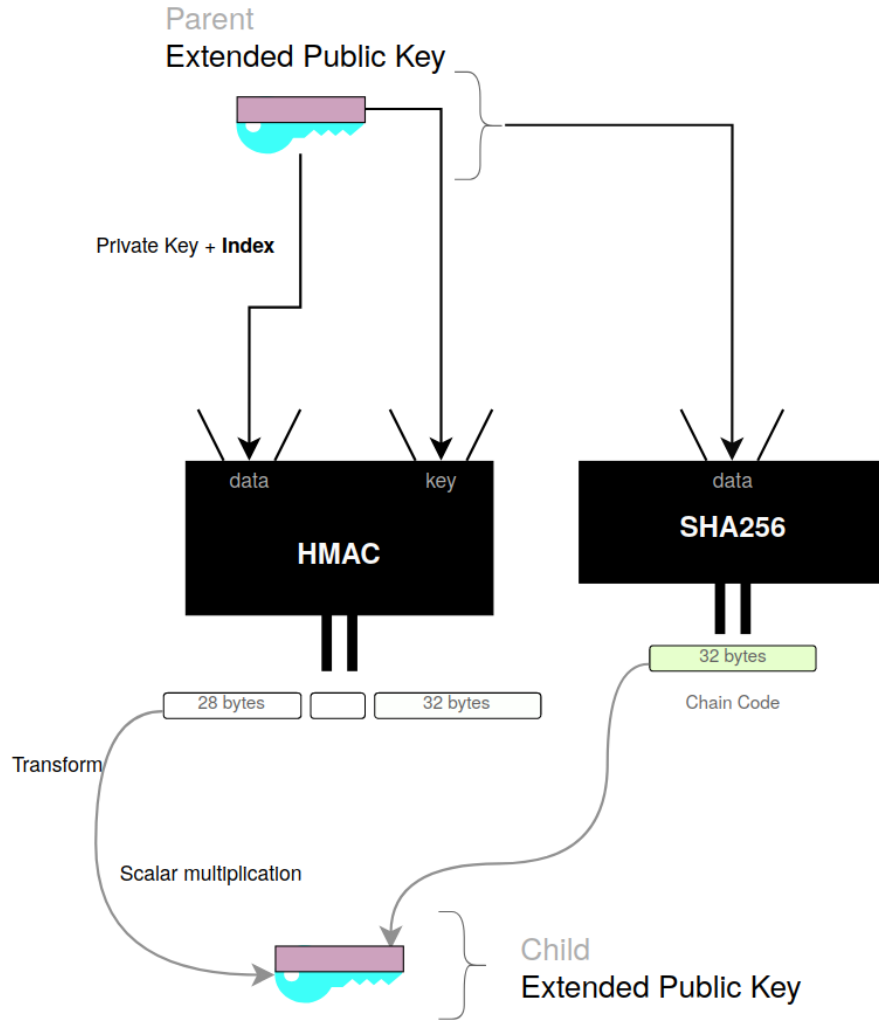 Parent
Extended Public Key
Private Key + Index
data
key
data
HMAC
SHA256
32 bytes
28 bytes
32 bytes
Chain Code
Transform
Scalar multiplication
Child
Extended Public Key